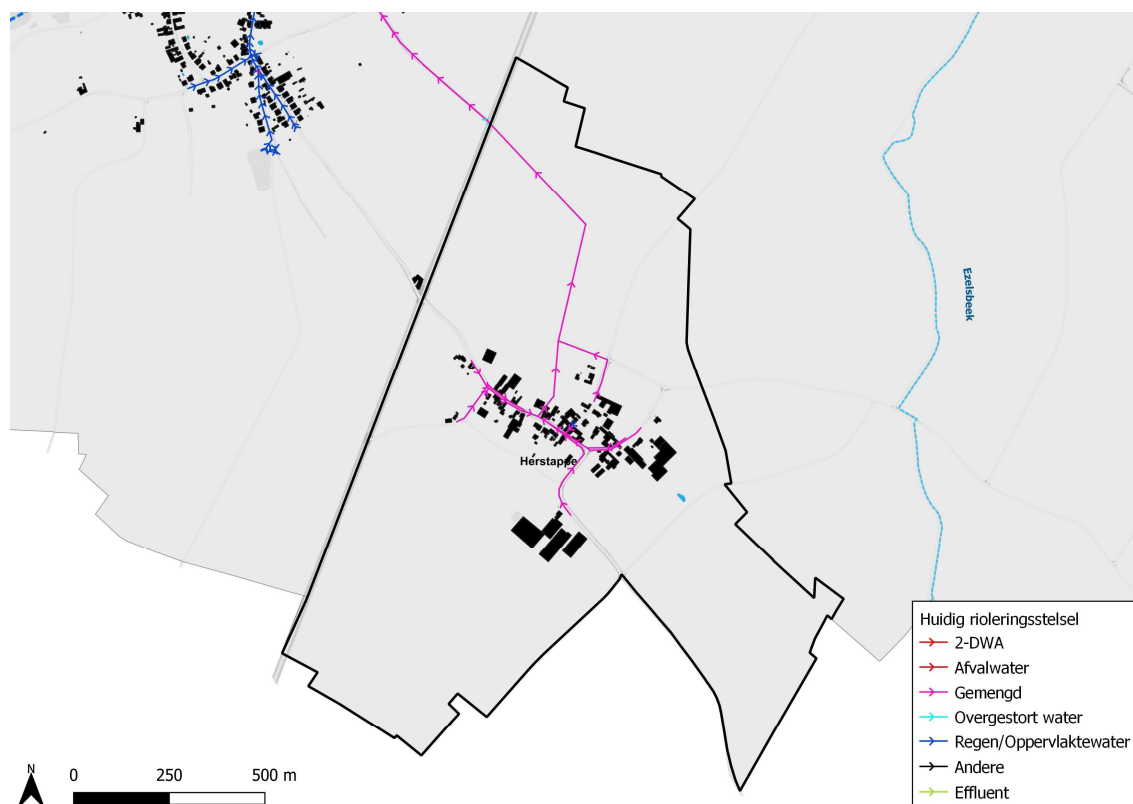 Ezelsbeek
Herstappe
Huidig rioleringsstelsel
2-DWA
Afvalwater
Gemengd
Overgestort water
Regen/Oppervlaktewater
Andere
Effluent
N
0 250 500 m